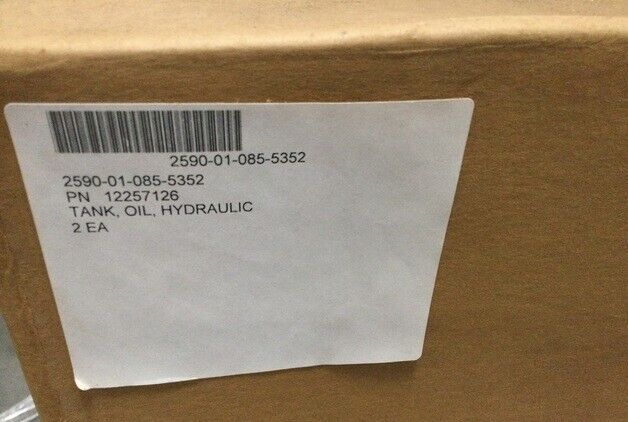 2590-01-085-5352
2590-01-085-5352
PN 12257126
TANK, OIL, HYDRAULIC
2 EA